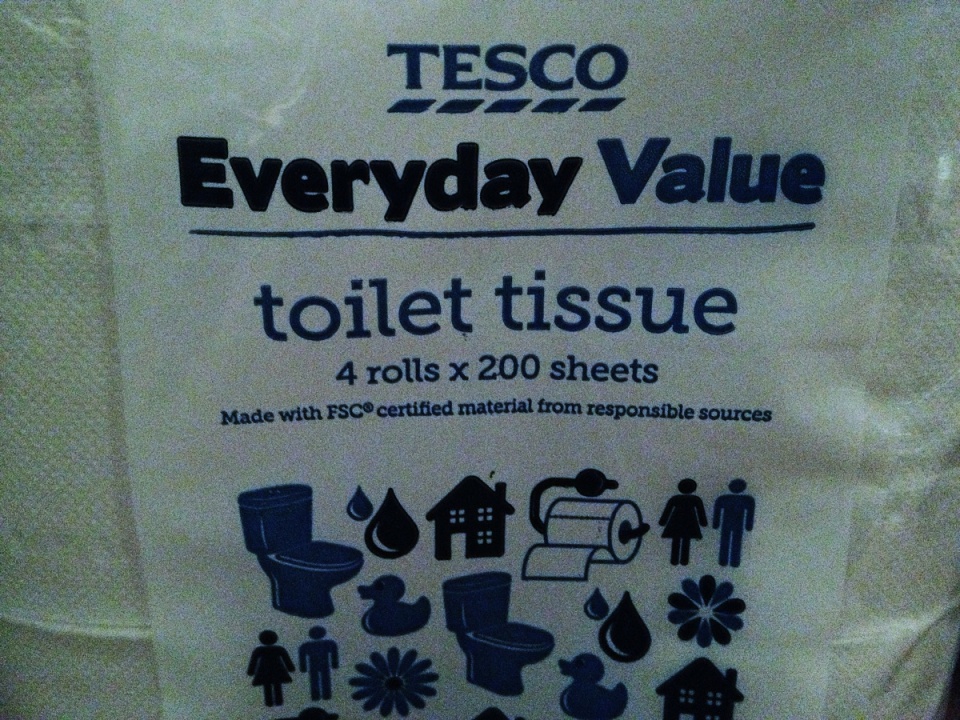 TESCO
Everyday Value
toilet tissue
4 rolls x 200 sheets
Made with FSC® certified material from responsible sources